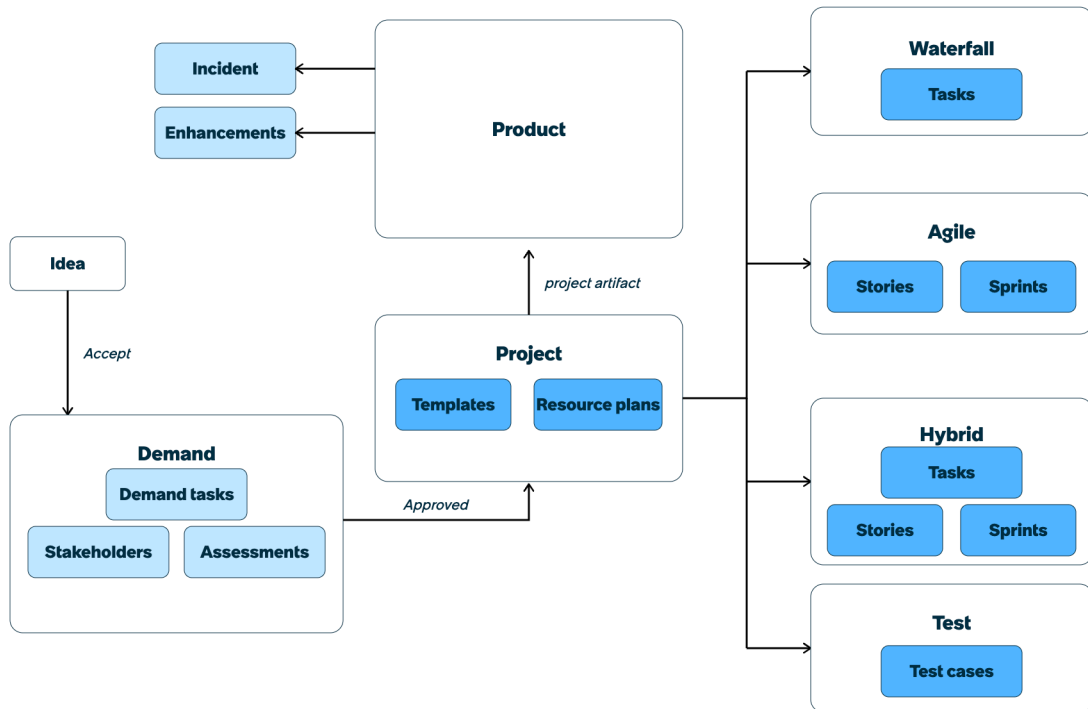 Incident
Enhancements
Product
Idea
Accept
Demand
Demand tasks
Stakeholders
Assessments
Approved
project artifact
Project
Templates
Resource plans
Waterfall
Tasks
Agile
Stories
Sprints
Hybrid
Tasks
Stories
Sprints
Test
Test cases